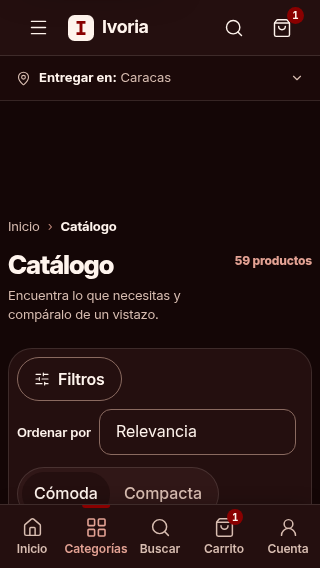 I Ivoria 1
Entregar en: Caracas
Inicio › Catálogo
Catálogo 59 productos
Encuentra lo que necesitas y
compáralo de un vistazo.
Filtros
Ordenar por Relevancia
Cómoda Compacta
1
Inicio Categorías Buscar Carrito Cuenta